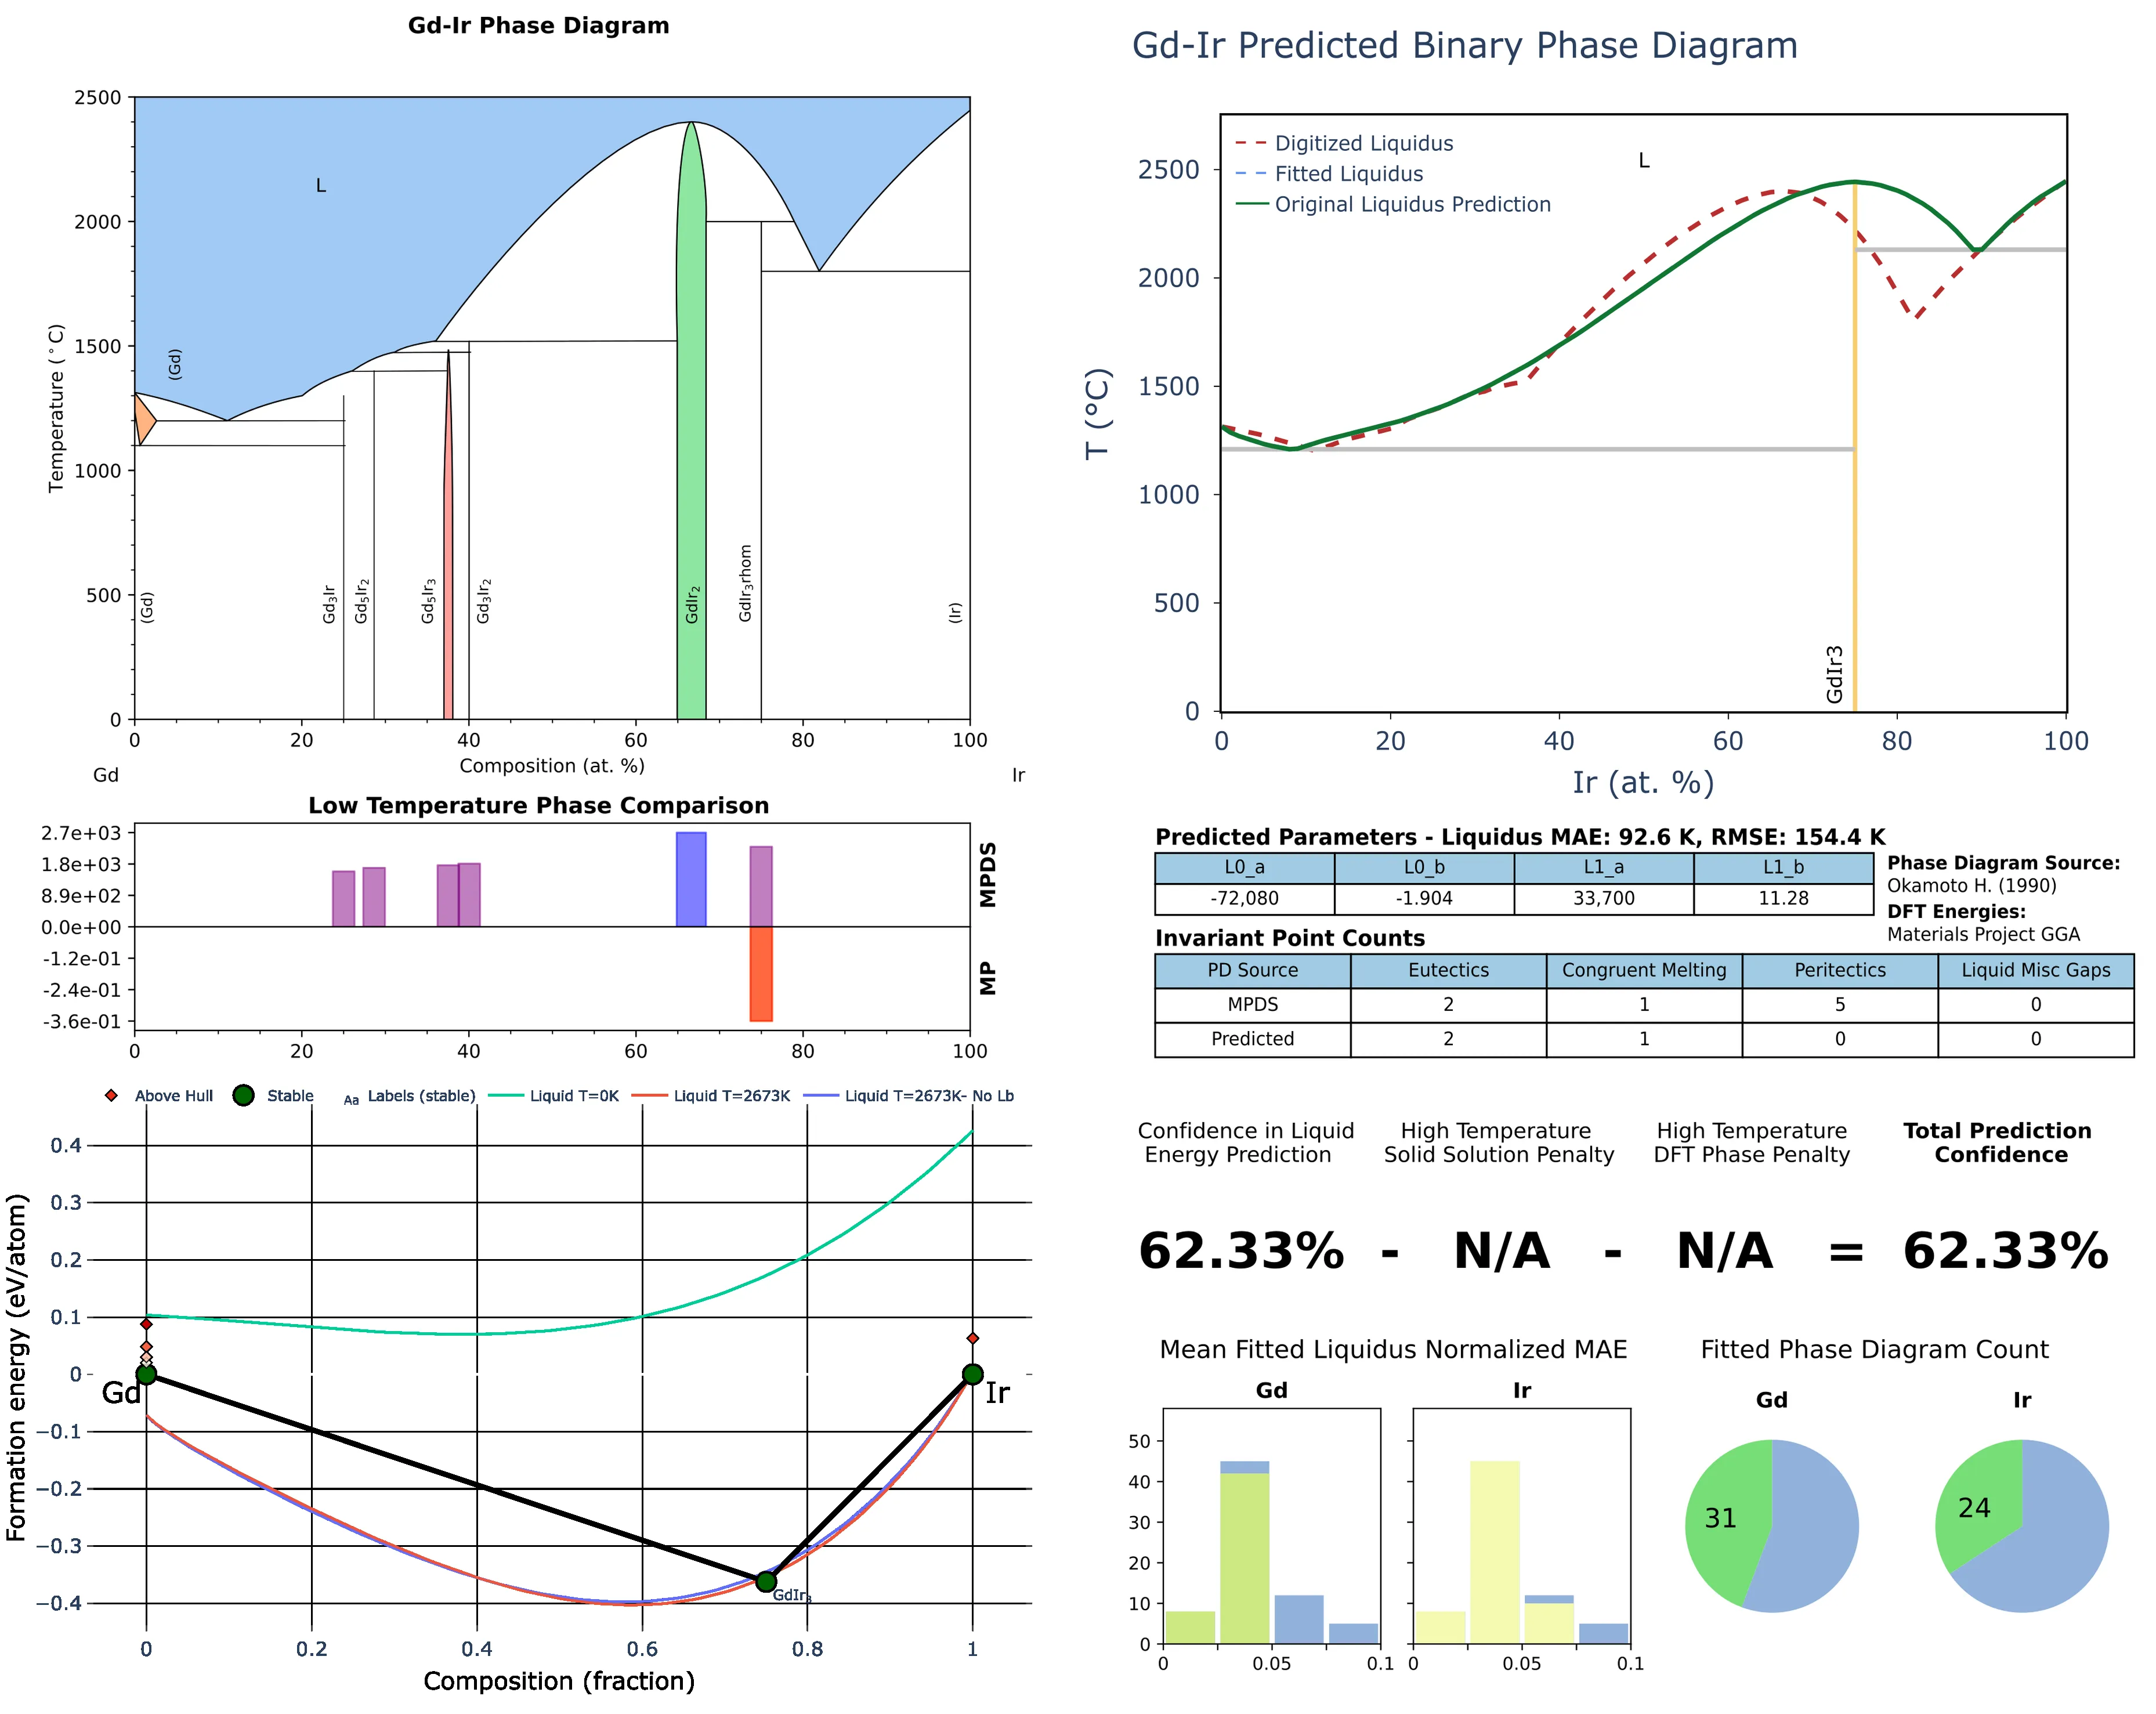 Gd-Ir Phase Diagram
2500
2000
1500
1000
500
0
Temperature (°C)
L
(Gd)
(Gd)
Gd3Ir
Gd5Ir2
Gd5Ir3
Gd3Ir2
GdIr2
GdIr3rhom
(Ir)
0 20 40 60 80 100
Composition (at. %)
Gd Ir
Low Temperature Phase Comparison
2.7e+03
1.8e+03
8.9e+02
0.0e+00
-1.2e-01
-2.4e-01
-3.6e-01
MPDS
MP
0 20 40 60 80 100
Above Hull Stable Aa Labels (stable) Liquid T=0K Liquid T=2673K Liquid T=2673K- No Lb
0.4
0.3
0.2
0.1
0
−0.1
−0.2
−0.3
−0.4
Formation energy (eV/atom)
Gd
Ir
GdIr3
0 0.2 0.4 0.6 0.8 1
Composition (fraction)
Gd-Ir Predicted Binary Phase Diagram
Digitized Liquidus
Fitted Liquidus
Original Liquidus Prediction
L
2500
2000
1500
1000
500
0
T (°C)
GdIr3
0 20 40 60 80 100
Ir (at. %)
Predicted Parameters - Liquidus MAE: 92.6 K, RMSE: 154.4 K
L0_a L0_b L1_a L1_b
-72,080 -1.904 33,700 11.28
Phase Diagram Source:
Okamoto H. (1990)
DFT Energies:
Materials Project GGA
Invariant Point Counts
PD Source Eutectics Congruent Melting Peritectics Liquid Misc Gaps
MPDS 2 1 5 0
Predicted 2 1 0 0
Confidence in Liquid
Energy Prediction
High Temperature
Solid Solution Penalty
High Temperature
DFT Phase Penalty
Total Prediction
Confidence
62.33% - N/A - N/A = 62.33%
Mean Fitted Liquidus Normalized MAE
Gd
Ir
50
40
30
20
10
0
0 0.05 0.1
0 0.05 0.1
Fitted Phase Diagram Count
Gd
Ir
31
24